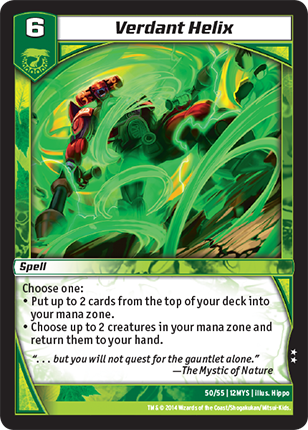 6
Verdant Helix
Spell
Choose one:
• Put up to 2 cards from the top of your deck into
your mana zone.
• Choose up to 2 creatures in your mana zone and
return them to your hand.
“. . . but you will not quest for the gauntlet alone.”
—The Mystic of Nature
50/55 | 12MYS | illus. Hippo
TM & © 2014 Wizards of the Coast/Shogakukan/Mitsui-Kids.